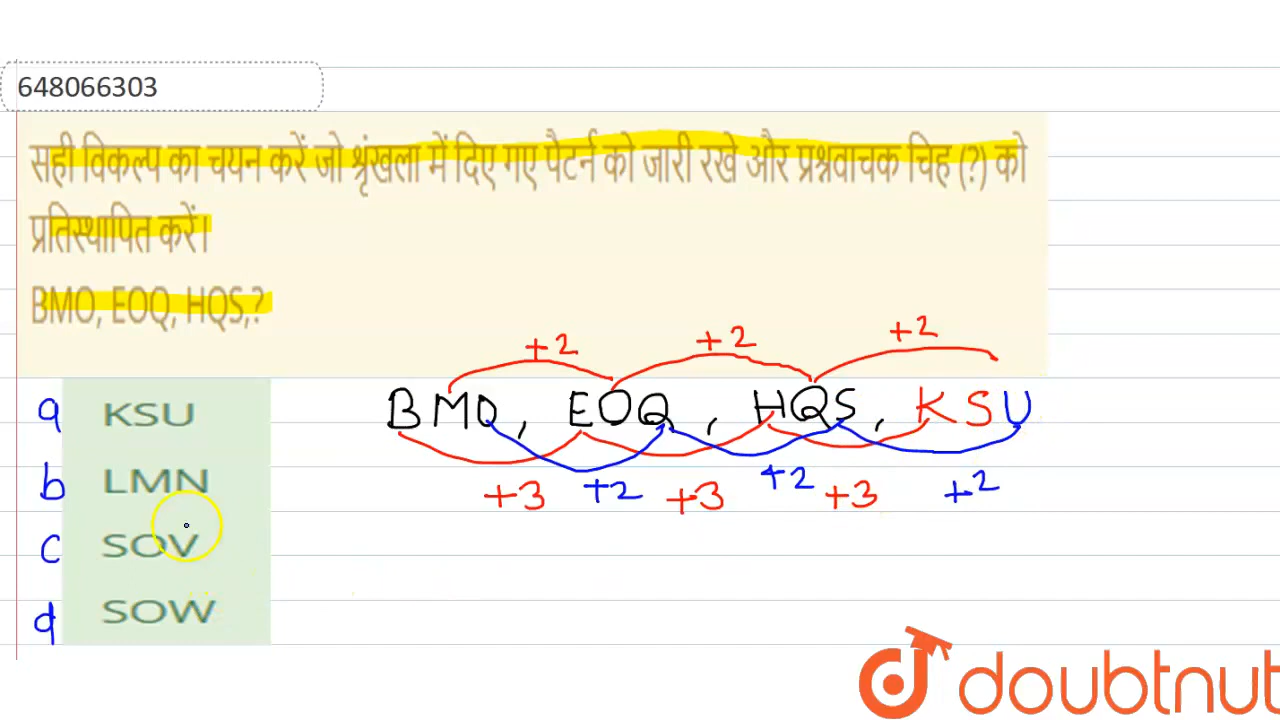 648066303
सही विकल्प का चयन करें जो श्रृंखला में दिए गए पैटर्न को जारी रखे और प्रश्नवाचक चिह (?) को
प्रतिस्थापित करें।
BMO, EOQ, HQS,?
+2 +2 +2
a KSU
BMO, EOQ, HQS, KSU
b LMN
+3 +2 +3 +2 +3 +2
c SOV
d SOW
doubtnut